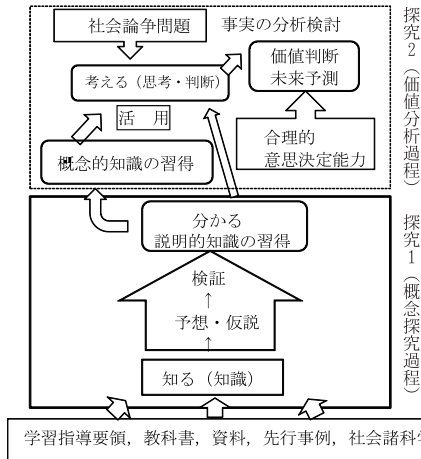 社会論争問題
事実の分析検討
考える（思考・判断）
価値判断
未来予測
活　用
合理的
意思決定能力
概念的知識の習得
探究２（価値分析過程）
分かる
説明的知識の習得
検証
↑
予想・仮説
↑
知る（知識）
探究１（概念探究過程）
学習指導要領，教科書，資料，先行事例，社会諸科学